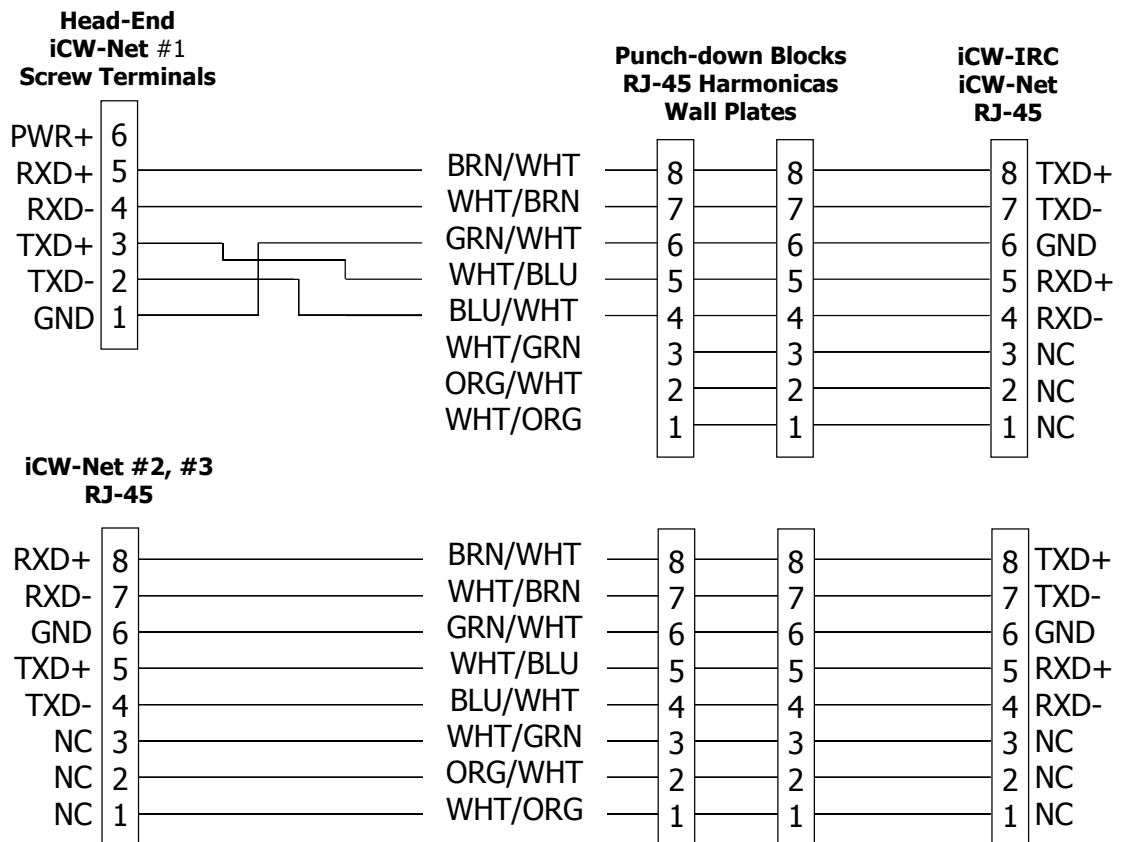 Head-End
iCW-Net #1
Screw Terminals
Punch-down Blocks
RJ-45 Harmonicas
Wall Plates
iCW-IRC
iCW-Net
RJ-45
PWR+ 6
RXD+ 5 BRN/WHT 8 8 8 TXD+
RXD- 4 WHT/BRN 7 7 7 TXD-
TXD+ 3 GRN/WHT 6 6 6 GND
TXD- 2 WHT/BLU 5 5 5 RXD+
GND 1 BLU/WHT 4 4 4 RXD-
WHT/GRN 3 3 3 NC
ORG/WHT 2 2 2 NC
WHT/ORG 1 1 1 NC
iCW-Net #2, #3
RJ-45
RXD+ 8 BRN/WHT 8 8 8 TXD+
RXD- 7 WHT/BRN 7 7 7 TXD-
GND 6 GRN/WHT 6 6 6 GND
TXD+ 5 WHT/BLU 5 5 5 RXD+
TXD- 4 BLU/WHT 4 4 4 RXD-
NC 3 WHT/GRN 3 3 3 NC
NC 2 ORG/WHT 2 2 2 NC
NC 1 WHT/ORG 1 1 1 NC